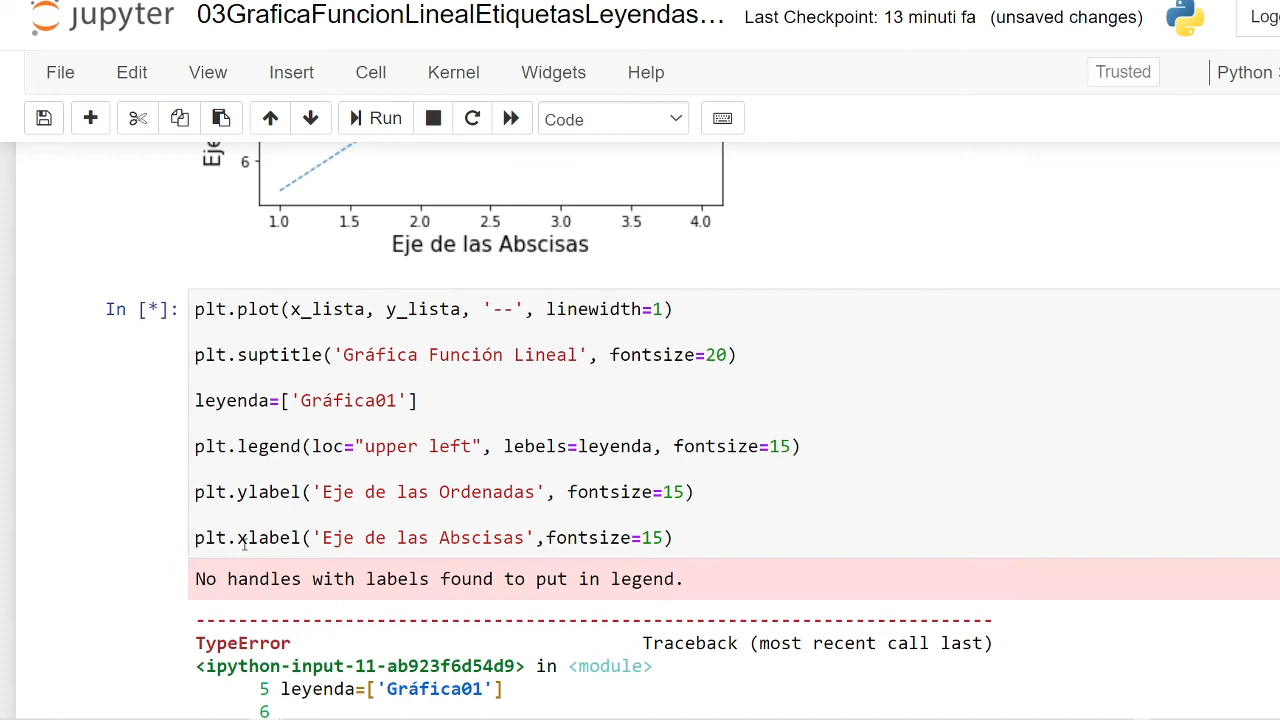 jupyter 03GraficaFuncionLinealEtiquetasLeyendas... Last Checkpoint: 13 minuti fa (unsaved changes)
File Edit View Insert Cell Kernel Widgets Help Trusted Python
Run Code
6
1.0 1.5 2.0 2.5 3.0 3.5 4.0
Eje de las Abscisas
In [*]: plt.plot(x_lista, y_lista, '--', linewidth=1)
plt.suptitle('Gráfica Función Lineal', fontsize=20)
leyenda=['Gráfica01']
plt.legend(loc="upper left", lebels=leyenda, fontsize=15)
plt.ylabel('Eje de las Ordenadas', fontsize=15)
plt.xlabel('Eje de las Abscisas',fontsize=15)
No handles with labels found to put in legend.
---------------------------------------------------------------------------
TypeError Traceback (most recent call last)
<ipython-input-11-ab923f6d54d9> in <module>
5 leyenda=['Gráfica01']
6